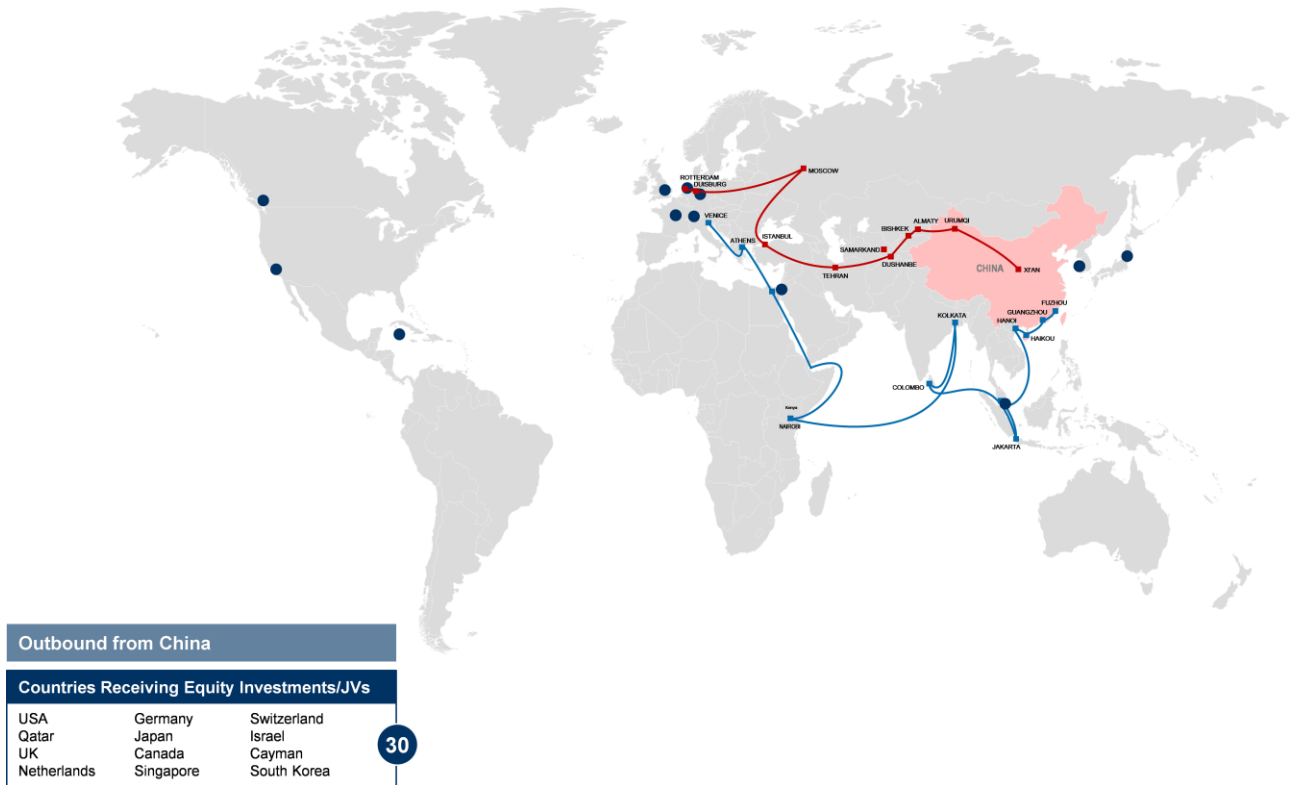 MOSCOW
ROTTERDAM
DUISBURG
VENICE
ATHENS
ISTANBUL
ALMATY
URUMQI
BISHKEK
SAMARKAND
DUSHANBE
TEHRAN
CHINA
XI'AN
FUZHOU
GUANGZHOU
HANOI
HAIKOU
KOLKATA
COLOMBO
Kenya
NAIROBI
JAKARTA
Outbound from China
Countries Receiving Equity Investments/JVs
USA Germany Switzerland
Qatar Japan Israel
UK Canada Cayman
Netherlands Singapore South Korea
30